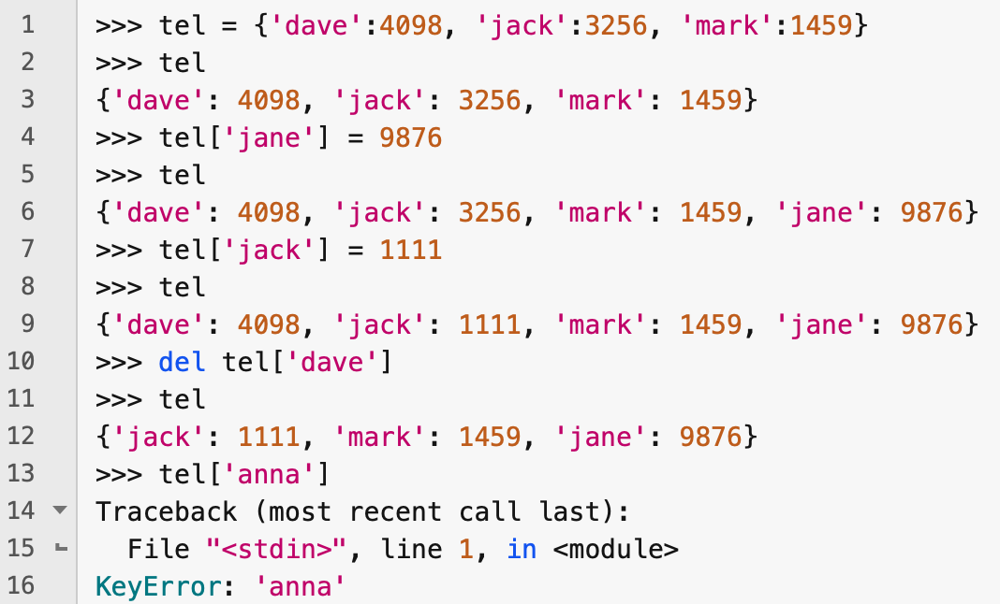 1 >>> tel = {'dave':4098, 'jack':3256, 'mark':1459}
2 >>> tel
3 {'dave': 4098, 'jack': 3256, 'mark': 1459}
4 >>> tel['jane'] = 9876
5 >>> tel
6 {'dave': 4098, 'jack': 3256, 'mark': 1459, 'jane': 9876}
7 >>> tel['jack'] = 1111
8 >>> tel
9 {'dave': 4098, 'jack': 1111, 'mark': 1459, 'jane': 9876}
10 >>> del tel['dave']
11 >>> tel
12 {'jack': 1111, 'mark': 1459, 'jane': 9876}
13 >>> tel['anna']
14 Traceback (most recent call last):
15   File "<stdin>", line 1, in <module>
16 KeyError: 'anna'